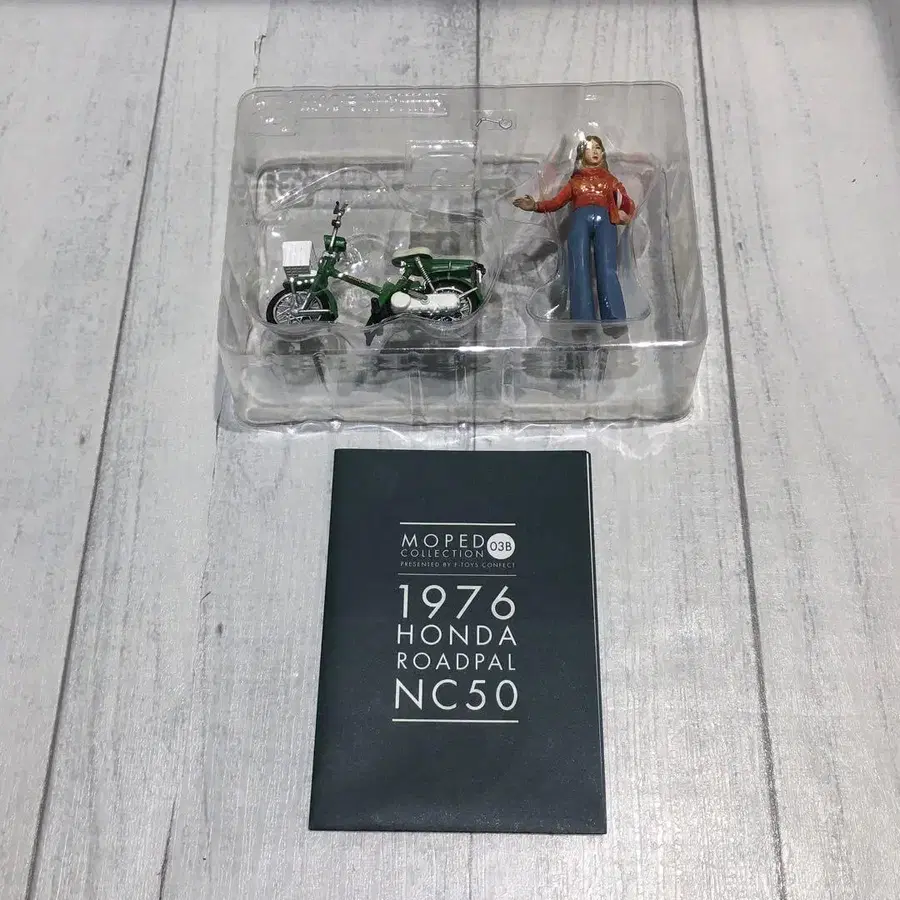 MOPED
COLLECTION 03B
PRESENTED BY F-TOYS CONFECT
1976
HONDA
ROADPAL
NC50